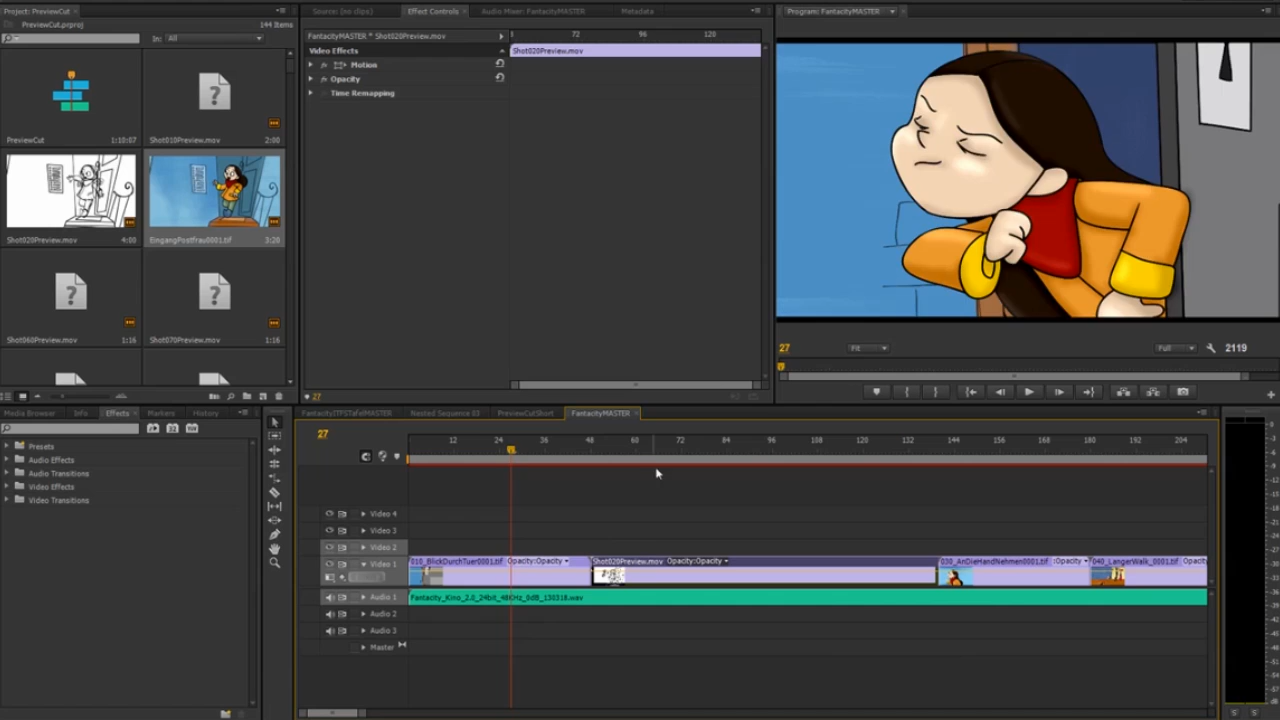 Project: PreviewCut
PreviewCut.prproj
144 Items
In: All
PreviewCut 1:10:07
Shot010Preview.mov 2:00
Shot020Preview.mov 4:00
EingangPostfrau0001.tif 3:20
Shot060Preview.mov 1:16
Shot070Preview.mov 1:16
Source: (no clips) Effect Controls Audio Mixer: FantacityMASTER Metadata
FantacityMASTER * Shot020Preview.mov
72 96 120
Video Effects
Shot020Preview.mov
fx Motion
fx Opacity
Time Remapping
27
Program: FantacityMASTER
27 Fit Full 2119
Media Browser Info Effects Markers History
Presets
Audio Effects
Audio Transitions
Video Effects
Video Transitions
FantacityITFSTafelMASTER Nested Sequence 03 PreviewCutShort FantacityMASTER
27
12 24 36 48 60 72 84 96 108 120 132 144 156 168 180 192 204
Video 4
Video 3
Video 2
Video 1
010_BlickDurchTuer0001.tif Opacity:Opacity
Shot020Preview.mov Opacity:Opacity
030_AnDieHandNehmen0001.tif :Opacity
040_LangerWalk_0001.tif Opacity
Audio 1
Fantacity_Kino_2.0_24bit_48KHz_0dB_130318.wav
Audio 2
Audio 3
Master